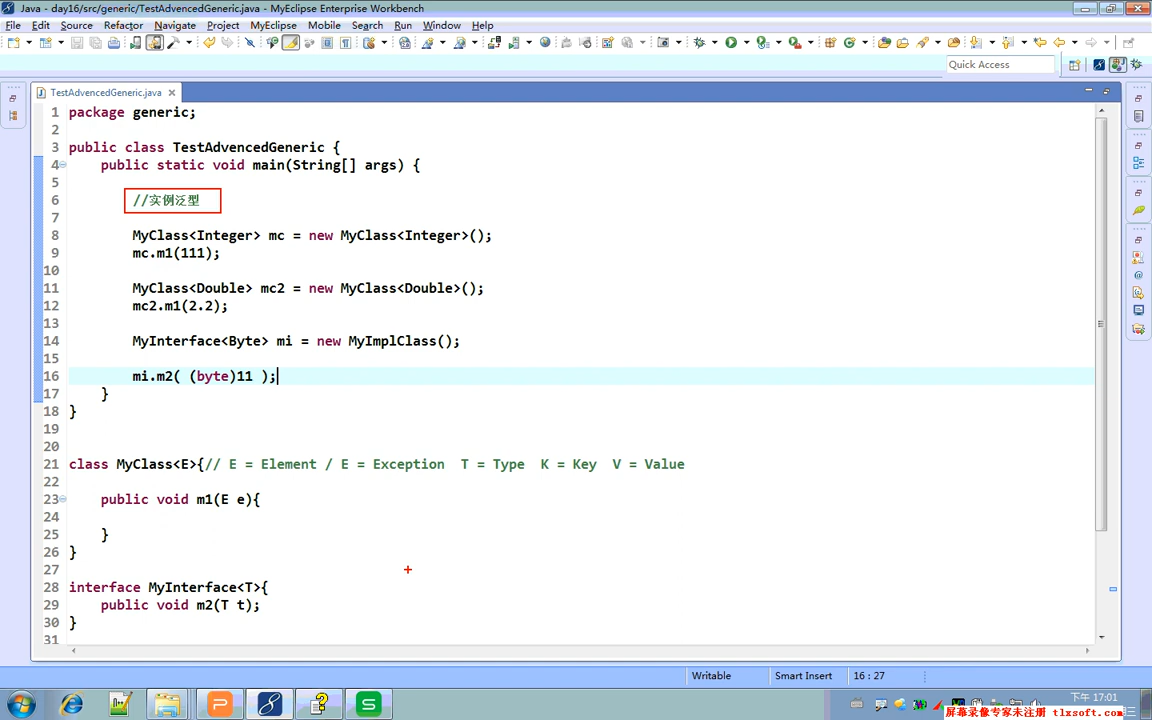 Java - day16/src/generic/TestAdvencedGeneric.java - MyEclipse Enterprise Workbench
File Edit Source Refactor Navigate Project MyEclipse Mobile Search Run Window Help
Quick Access
TestAdvencedGeneric.java
1 package generic;
2
3 public class TestAdvencedGeneric {
4 public static void main(String[] args) {
5
6 //实例泛型
7
8 MyClass<Integer> mc = new MyClass<Integer>();
9 mc.m1(111);
10
11 MyClass<Double> mc2 = new MyClass<Double>();
12 mc2.m1(2.2);
13
14 MyInterface<Byte> mi = new MyImplClass();
15
16 mi.m2( (byte)11 );
17 }
18 }
19
20
21 class MyClass<E>{// E = Element / E = Exception T = Type K = Key V = Value
22
23 public void m1(E e){
24
25 }
26 }
27
28 interface MyInterface<T>{
29 public void m2(T t);
30 }
31
Writable Smart Insert 16 : 27
下午 17:01
屏幕录像专家未注册 tlxsoft.com